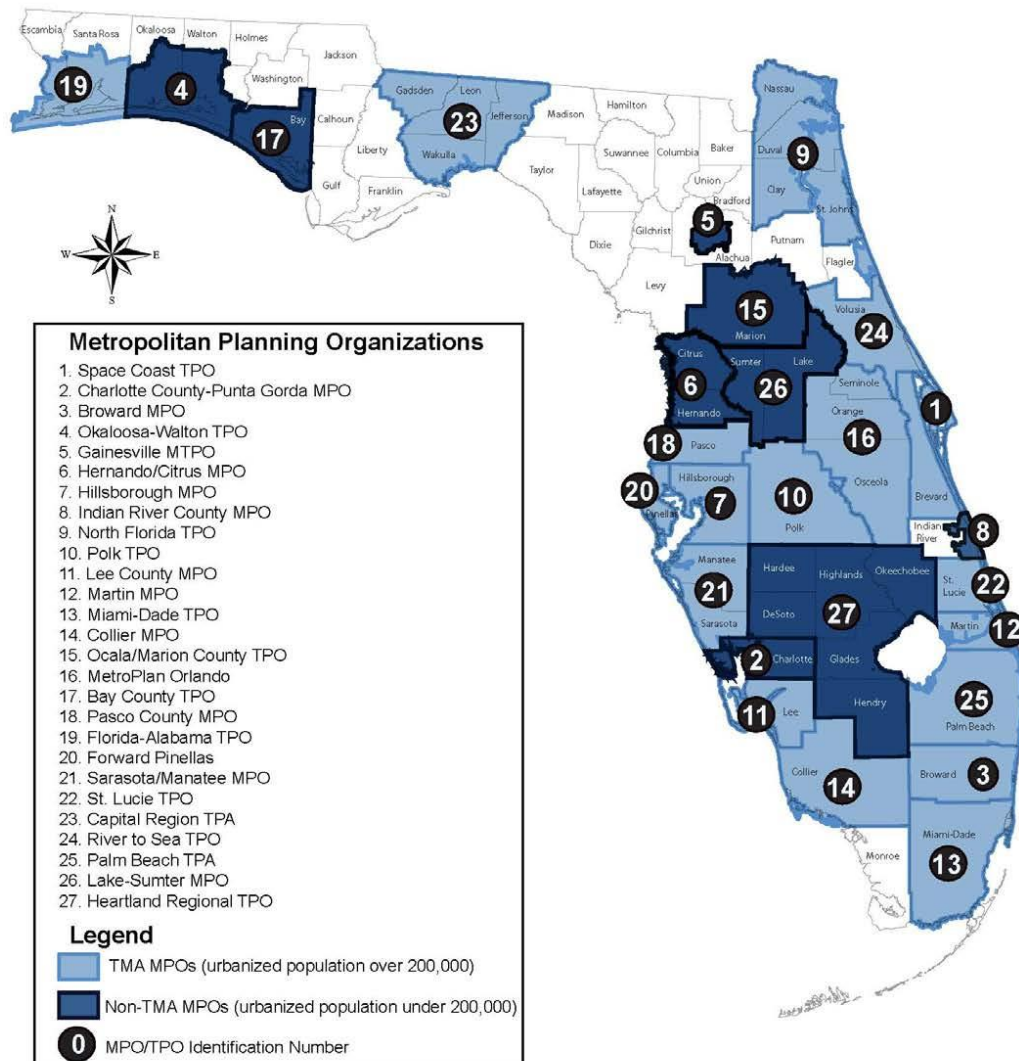 Escambia
Santa Rosa
Okaloosa
Walton
Holmes
Jackson
Washington
19
4
17
Bay
Calhoun
Gulf
Liberty
Franklin
Gadsden
Leon
23
Jefferson
Wakulla
Madison
Taylor
Hamilton
Suwannee
Columbia
Lafayette
Dixie
Gilchrist
Levy
Baker
Union
Bradford
5
Alachua
Putnam
Nassau
Duval
9
Clay
St. Johns
Flagler
N
W
E
S
15
Marion
Volusia
24
Citrus
6
Hernando
Sumter
Lake
26
Seminole
Orange
16
Osceola
1
Brevard
18
Pasco
20
Pinellas
Hillsborough
7
10
Polk
Indian
River
8
Manatee
21
Sarasota
Hardee
Highlands
Okeechobee
DeSoto
27
St.
Lucie
22
Martin
12
2
Charlotte
Glades
11
Lee
Hendry
25
Palm Beach
Collier
14
Broward
3
Monroe
Miami-Dade
13
Metropolitan Planning Organizations
1. Space Coast TPO
2. Charlotte County-Punta Gorda MPO
3. Broward MPO
4. Okaloosa-Walton TPO
5. Gainesville MTPO
6. Hernando/Citrus MPO
7. Hillsborough MPO
8. Indian River County MPO
9. North Florida TPO
10. Polk TPO
11. Lee County MPO
12. Martin MPO
13. Miami-Dade TPO
14. Collier MPO
15. Ocala/Marion County TPO
16. MetroPlan Orlando
17. Bay County TPO
18. Pasco County MPO
19. Florida-Alabama TPO
20. Forward Pinellas
21. Sarasota/Manatee MPO
22. St. Lucie TPO
23. Capital Region TPA
24. River to Sea TPO
25. Palm Beach TPA
26. Lake-Sumter MPO
27. Heartland Regional TPO
Legend
TMA MPOs (urbanized population over 200,000)
Non-TMA MPOs (urbanized population under 200,000)
0 MPO/TPO Identification Number